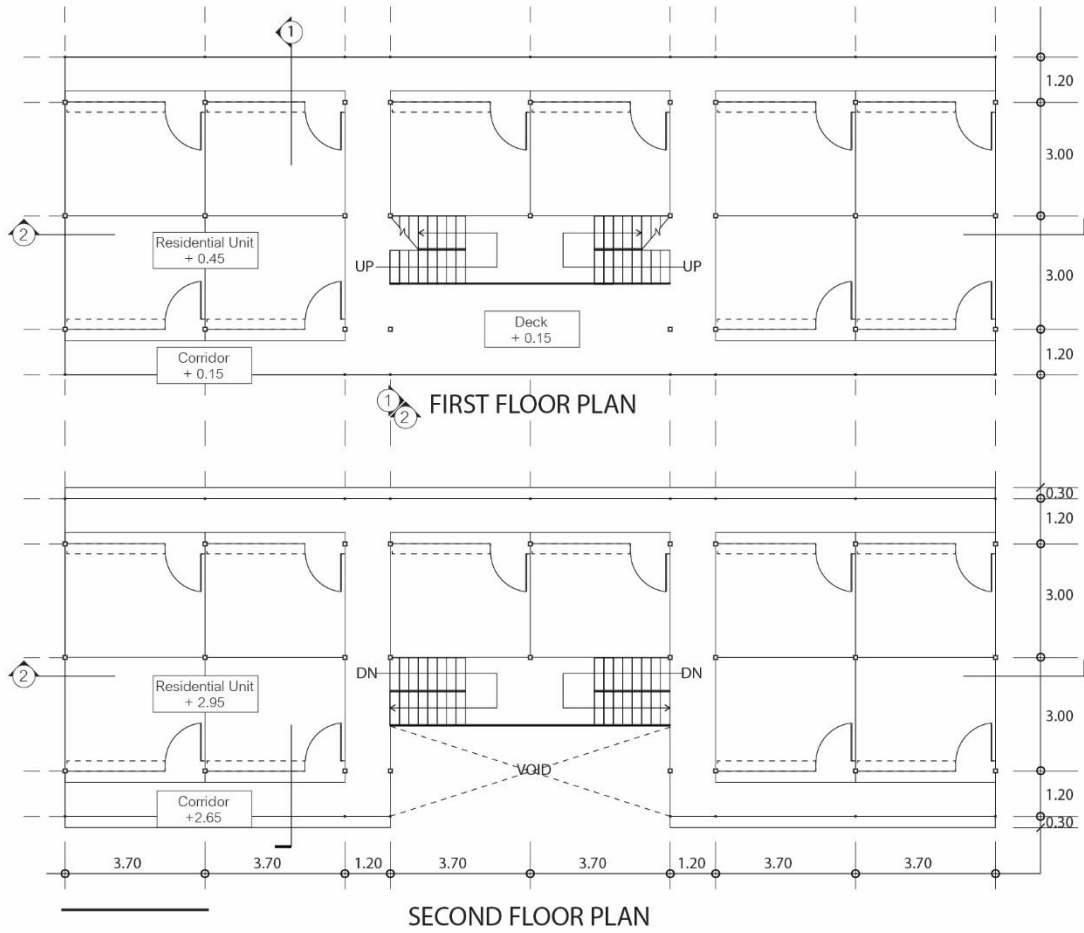 1
1.20
3.00
2
Residential Unit
+ 0.45
UP
UP
3.00
Deck
+ 0.15
Corridor
+ 0.15
1.20
1
2
FIRST FLOOR PLAN
0.30
1.20
3.00
DN
DN
2
Residential Unit
+ 2.95
3.00
VOID
Corridor
+2.65
1.20
0.30
3.70 3.70 1.20 3.70 3.70 1.20 3.70 3.70
SECOND FLOOR PLAN